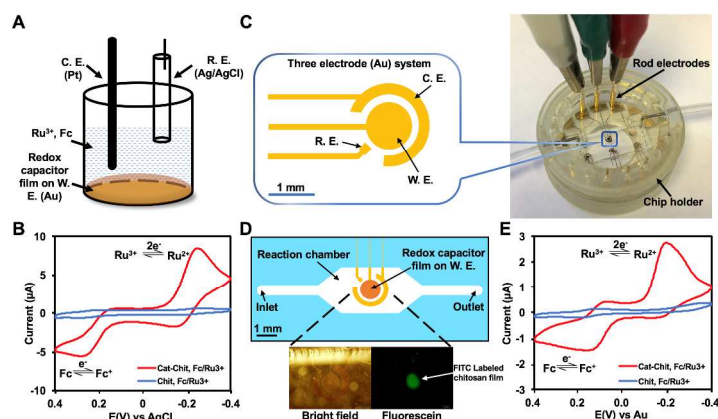 A
C. E.
(Pt)
R. E.
(Ag/AgCl)
Ru³⁺, Fc
Redox
capacitor
film on W.
E. (Au)
C
Three electrode (Au) system
C. E.
R. E.
W. E.
1 mm
Rod electrodes
Chip holder
B
Current (µA)
10
5
0
-5
-10
Ru³⁺ 2e⁻ ⇌ Ru²⁺
e⁻
Fc ⇌ Fc⁺
Cat-Chit, Fc/Ru3+
Chit, Fc/Ru3+
0.4 0.2 0.0 -0.2 -0.4
E(V) vs AgCl
D
Reaction chamber
Redox capacitor
film on W. E.
Inlet
Outlet
1 mm
FITC Labeled
chitosan film
Bright field
Fluorescein
E
Current (µA)
3
2
1
0
-1
-2
Ru³⁺ 2e⁻ ⇌ Ru²⁺
e⁻
Fc ⇌ Fc⁺
Cat-Chit, Fc/Ru3+
Chit, Fc/Ru3+
0.4 0.2 0.0 -0.2 -0.4
E(V) vs Au